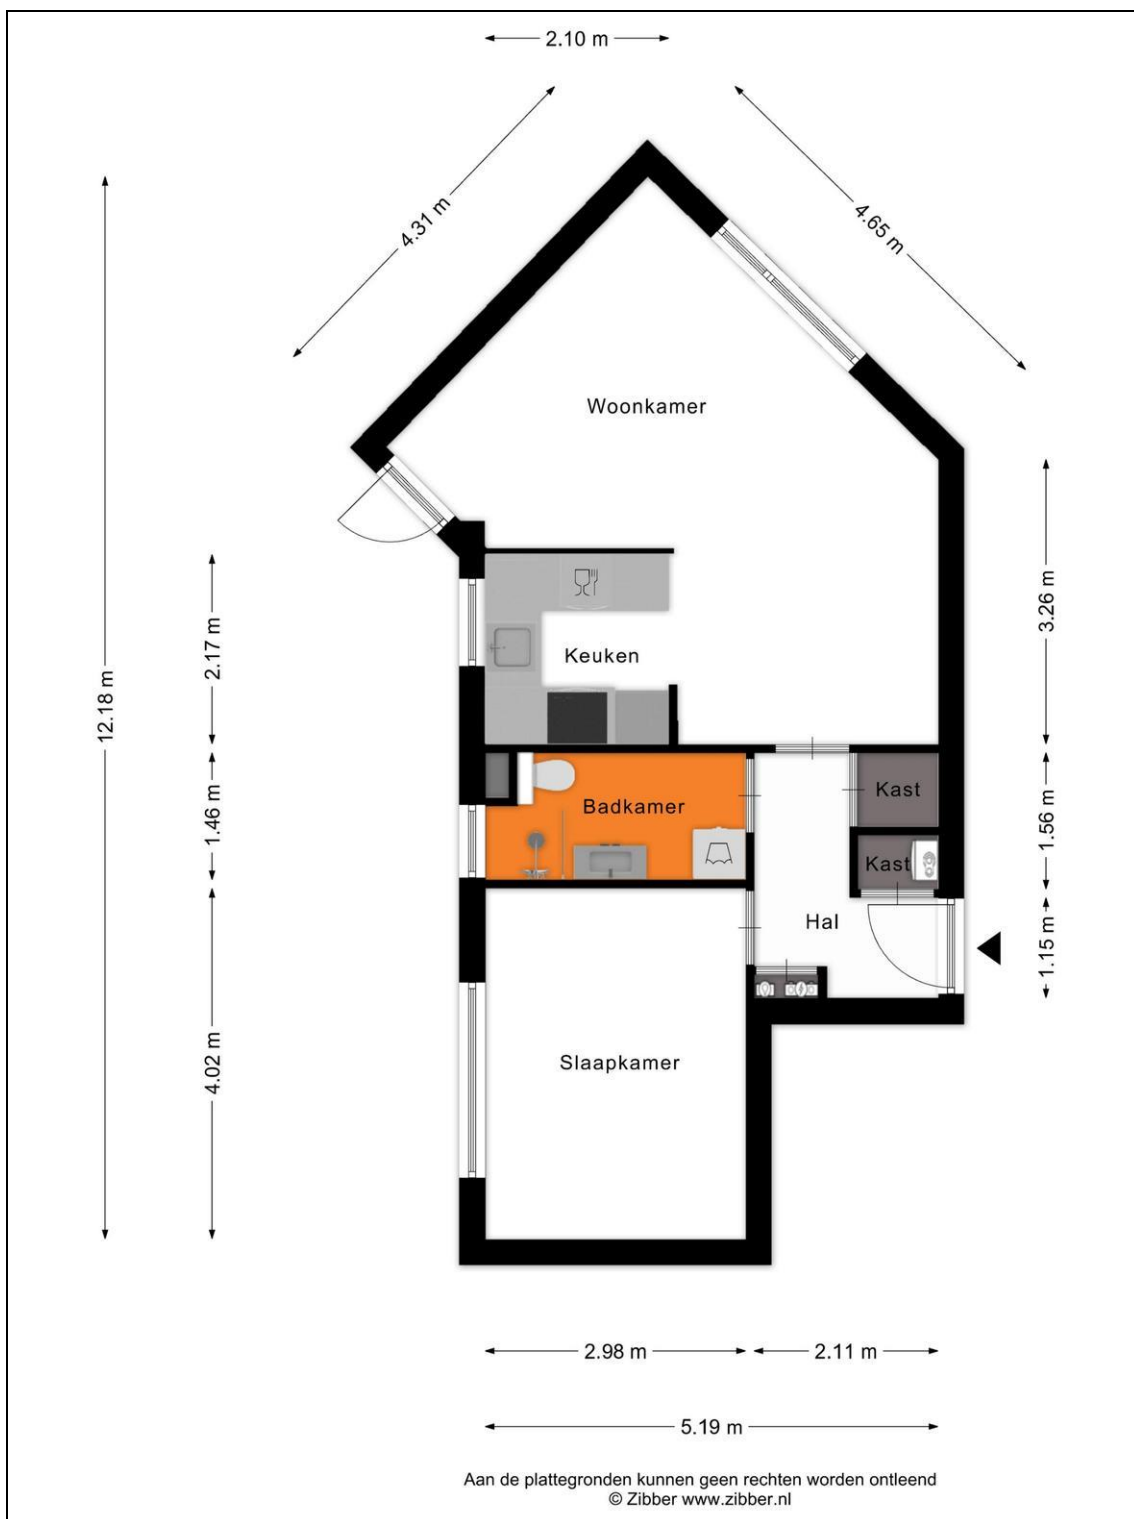 2.10 m
4.31 m
4.65 m
Woonkamer
12.18 m
2.17 m
Keuken
3.26 m
1.46 m
Badkamer
Kast
1.56 m
Kast
Hal
1.15 m
4.02 m
Slaapkamer
2.98 m
2.11 m
5.19 m
Aan de plattegronden kunnen geen rechten worden ontleend
© Zibber www.zibber.nl